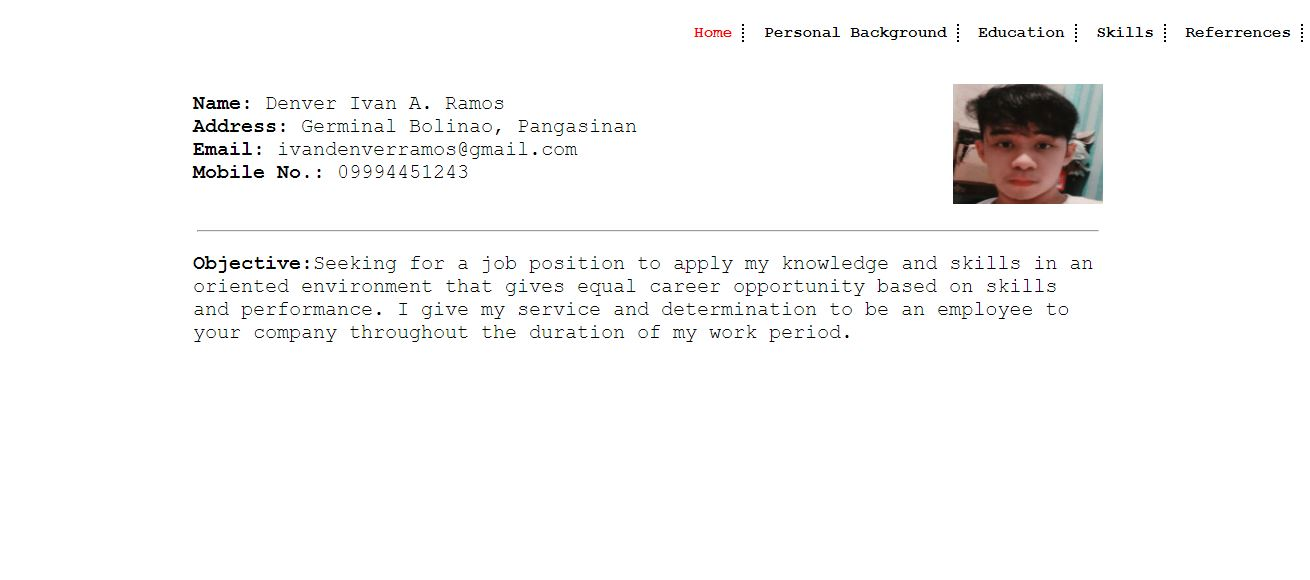 Home Personal Background Education Skills Referrences
Name: Denver Ivan A. Ramos
Address: Germinal Bolinao, Pangasinan
Email: ivandenverramos@gmail.com
Mobile No.: 09994451243
Objective:Seeking for a job position to apply my knowledge and skills in an
oriented environment that gives equal career opportunity based on skills
and performance. I give my service and determination to be an employee to
your company throughout the duration of my work period.